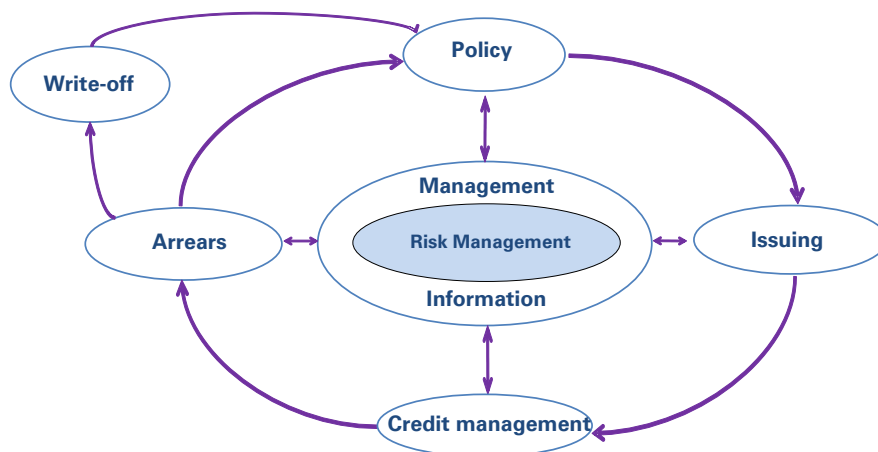 Policy
Write-off
Management
Arrears
Risk Management
Issuing
Information
Credit management